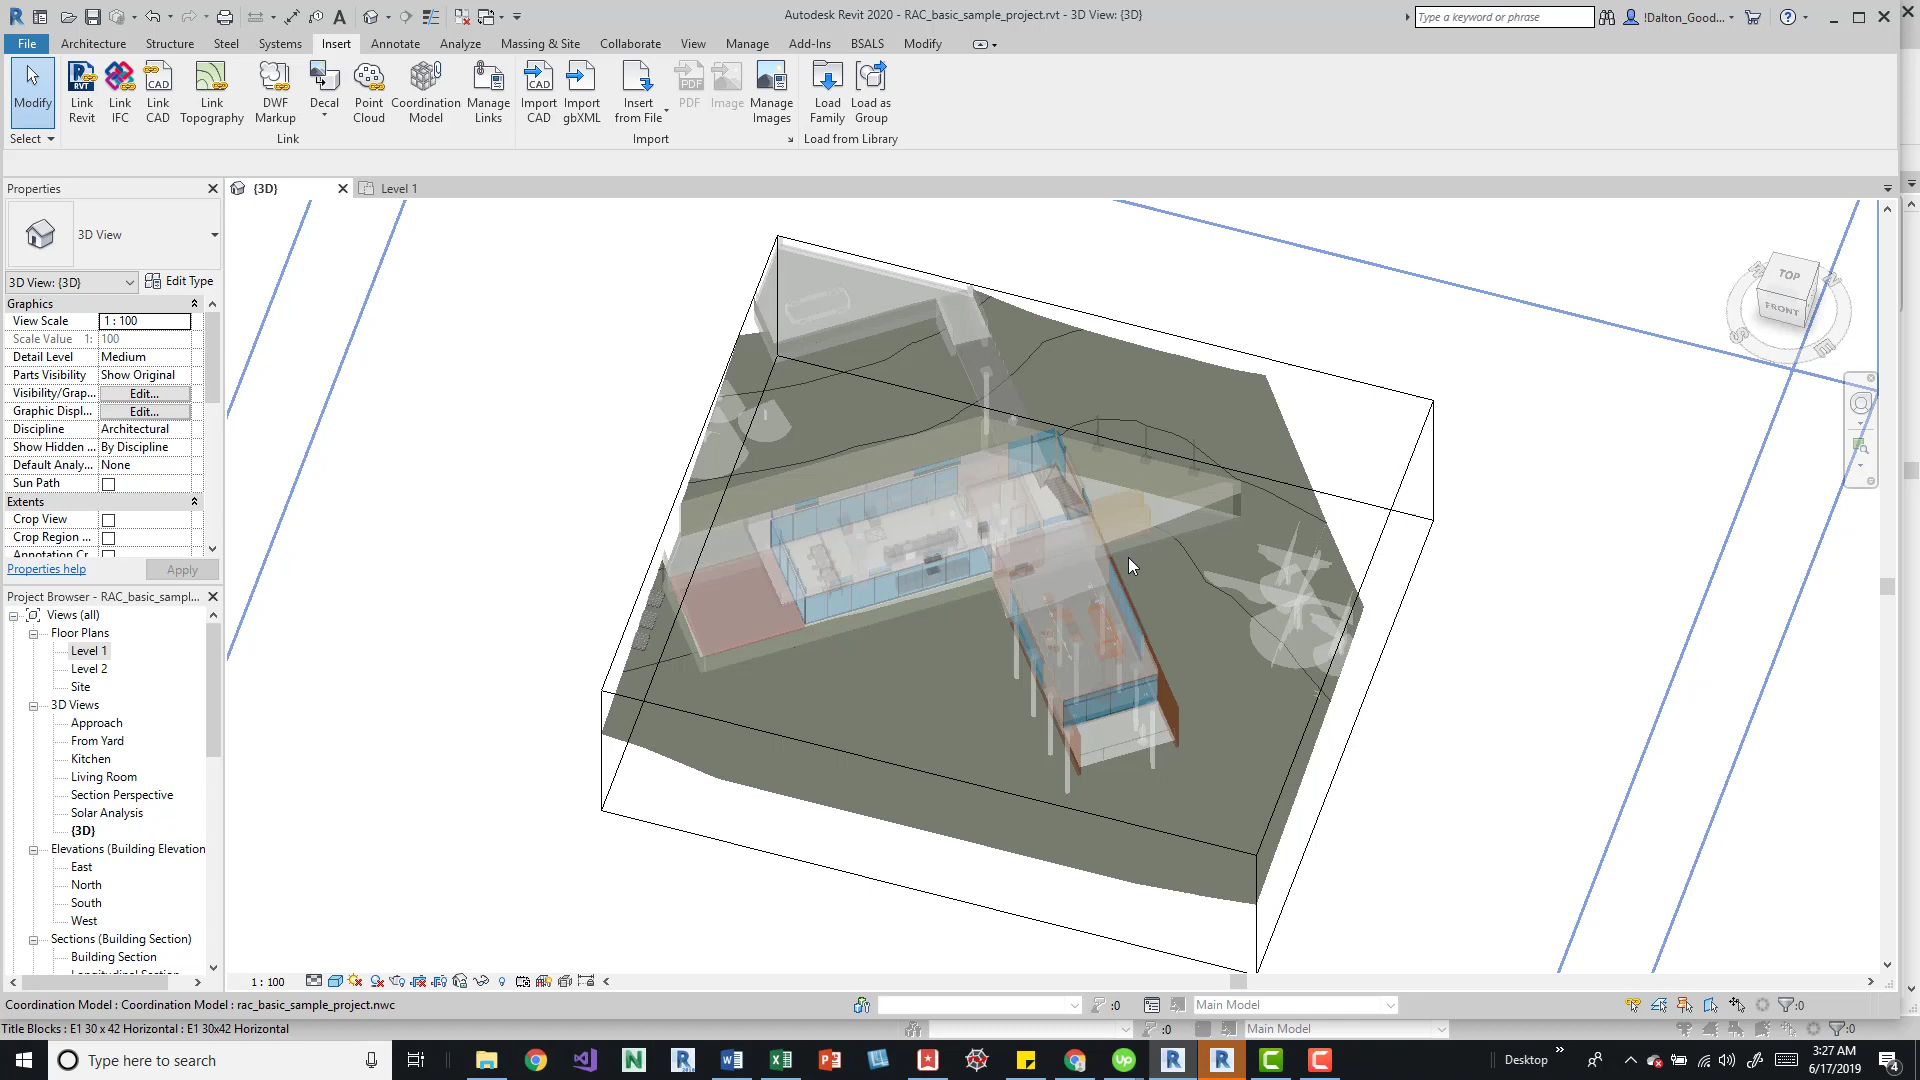 Autodesk Revit 2020 - RAC_basic_sample_project.rvt - 3D View: {3D}
Type a keyword or phrase
!Dalton_Good...
File Architecture Structure Steel Systems Insert Annotate Analyze Massing & Site Collaborate View Manage Add-Ins BSALS Modify
Modify
Link Revit
Link IFC
Link CAD
Link Topography
DWF Markup
Decal
Point Cloud
Coordination Model
Manage Links
Import CAD
Import gbXML
Insert from File
PDF
Image
Manage Images
Load Family
Load as Group
Select
Link
Import
Load from Library
Properties
{3D}
Level 1
3D View
3D View: {3D}
Edit Type
Graphics
View Scale 1 : 100
Scale Value 1: 100
Detail Level Medium
Parts Visibility Show Original
Visibility/Grap... Edit...
Graphic Displ... Edit...
Discipline Architectural
Show Hidden ... By Discipline
Default Analy... None
Sun Path
Extents
Crop View
Crop Region ...
Annotation Cr
Properties help
Apply
Project Browser - RAC_basic_sampl...
Views (all)
Floor Plans
Level 1
Level 2
Site
3D Views
Approach
From Yard
Kitchen
Living Room
Section Perspective
Solar Analysis
{3D}
Elevations (Building Elevation
East
North
South
West
Sections (Building Section)
Building Section
Longitudinal Section
TOP
FRONT
S
E
1 : 100
Coordination Model : Coordination Model : rac_basic_sample_project.nwc
:0
Main Model
:0
Title Blocks : E1 30 x 42 Horizontal : E1 30x42 Horizontal
:0
Main Model
:0
Type here to search
Desktop
3:27 AM
6/17/2019
4